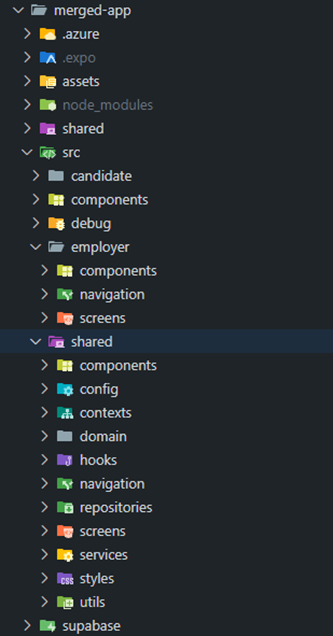 merged-app
.azure
.expo
assets
node_modules
shared
src
candidate
components
debug
employer
components
navigation
screens
shared
components
config
contexts
domain
hooks
navigation
repositories
screens
services
styles
utils
supabase